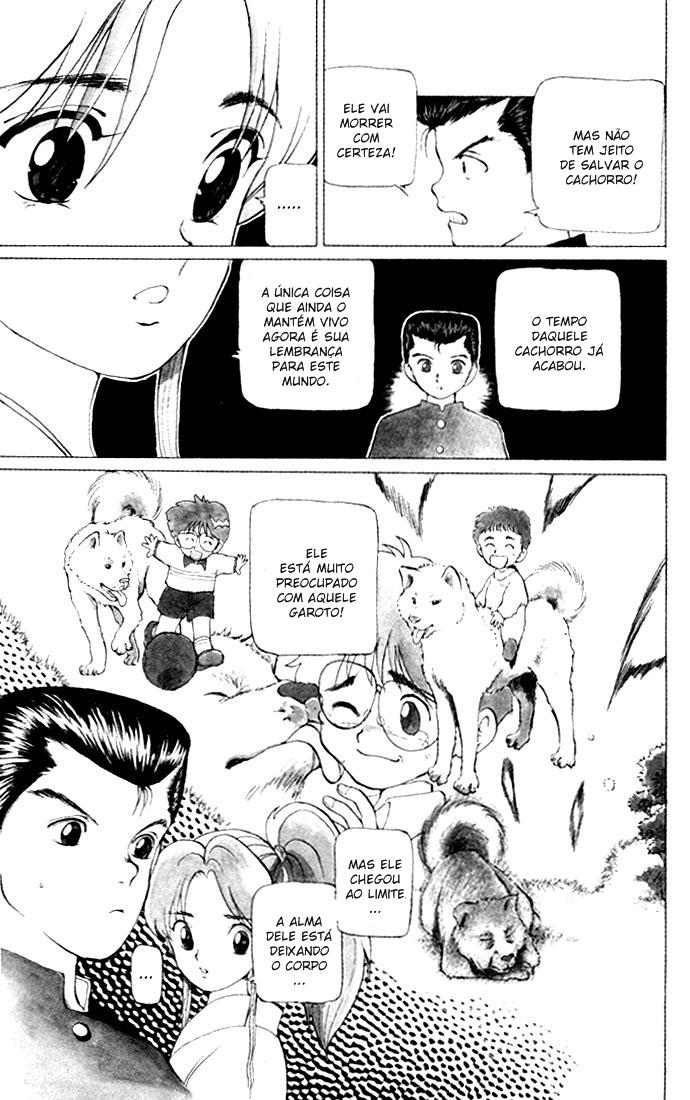 MAS NÃO
TEM JEITO
DE SALVAR O
CACHORRO!
ELE VAI
MORRER
COM
CERTEZA!
.....
O TEMPO
DAQUELE
CACHORRO JÁ
ACABOU.
A ÚNICA COISA
QUE AINDA O
MANTÉM VIVO
AGORA É SUA
LEMBRANÇA
PARA ESTE
MUNDO.
ELE
ESTÁ MUITO
PREOCUPADO
COM AQUELE
GAROTO!
MAS ELE
CHEGOU
AO LIMITE
...
A ALMA
DELE ESTÁ
DEIXANDO
O CORPO
...
...